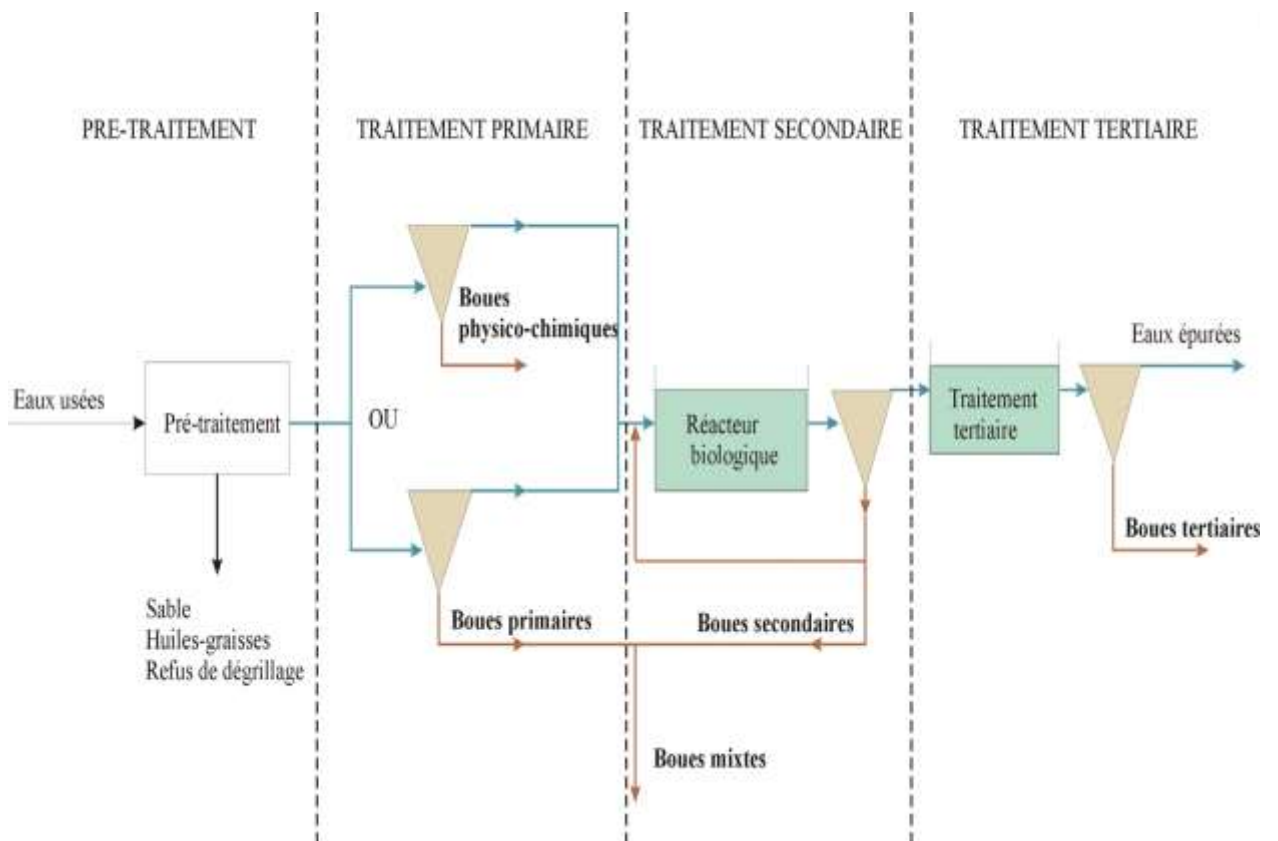 PRE-TRAITEMENT
TRAITEMENT PRIMAIRE
TRAITEMENT SECONDAIRE
TRAITEMENT TERTIAIRE
Eaux usées
Pré-traitement
Sable
Huiles-graisses
Refus de dégrillage
OU
Boues
physico-chimiques
Boues primaires
Réacteur
biologique
Boues secondaires
Boues mixtes
Traitement
tertiaire
Eaux épurées
Boues tertiaires